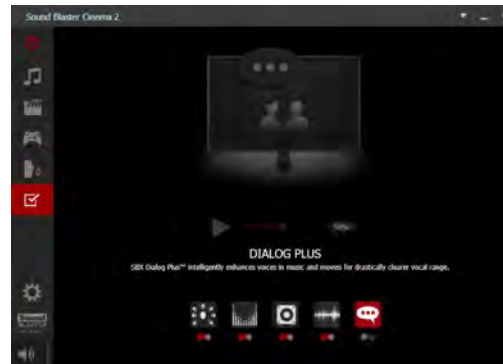 Sound Blaster Cinema 2
DIALOG PLUS
SBX Dialog Plus™ intelligently enhances voices in music and movies for drastically clearer vocal range.